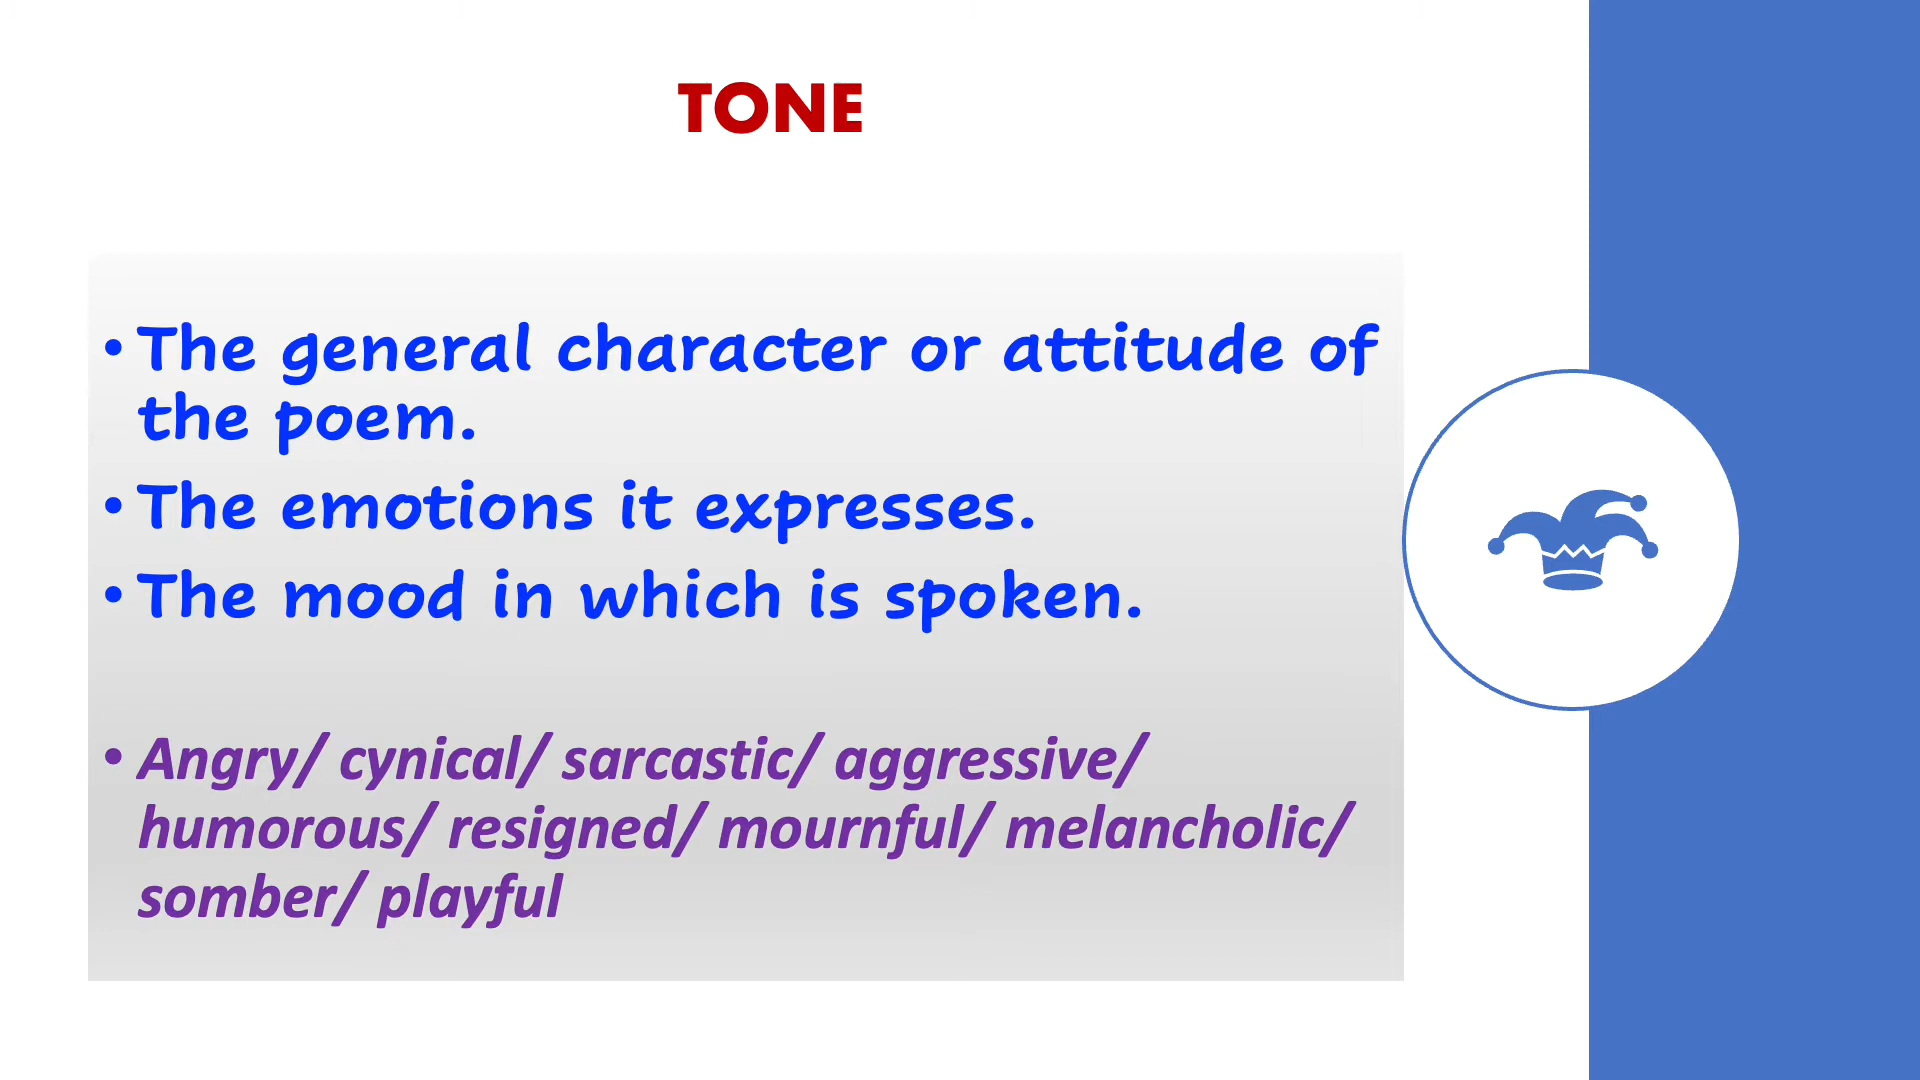 TONE
• The general character or attitude of
the poem.
• The emotions it expresses.
• The mood in which is spoken.
• Angry/ cynical/ sarcastic/ aggressive/
humorous/ resigned/ mournful/ melancholic/
somber/ playful